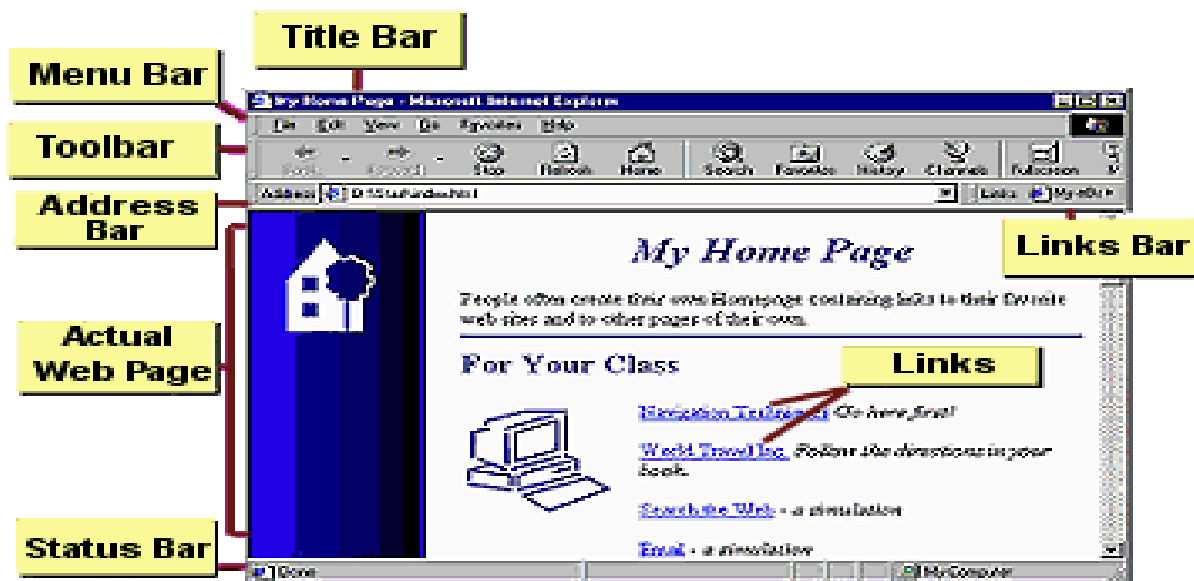 Title Bar
Menu Bar
Toolbar
Address
Bar
Links Bar
Actual
Web Page
Links
Status Bar
My Home Page - Microsoft Internet Explorer
File Edit View Go Favorites Help
Back Forward Stop Refresh Home Search Favorites History Channels Fullscreen
Address
Links
My Home Page
People often create their own Homepage containing links to their favorite
web sites and to other pages of their own.
For Your Class
Navigation Go here first!
World Travel Inc. Follow the directions in your
book.
Search the Web - a simulation
Email - a simulation
Done
My Computer